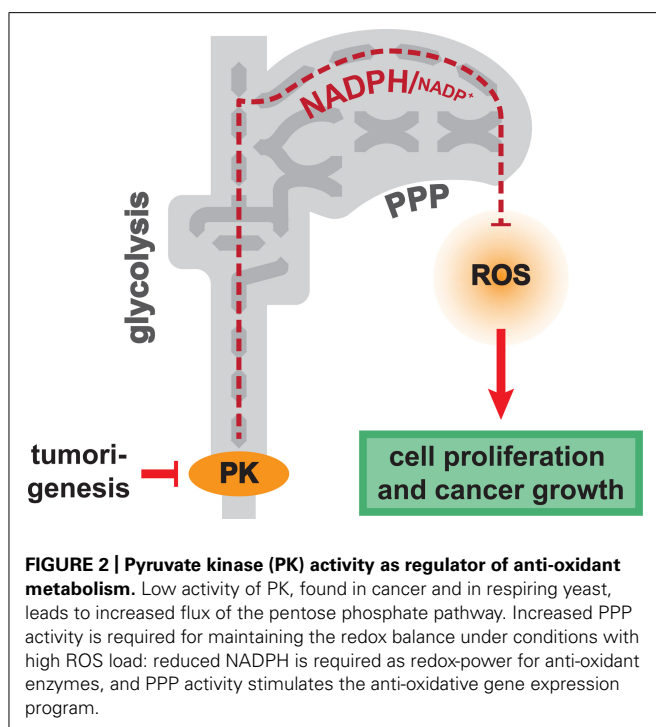 NADPH/NADP+
PPP
glycolysis
ROS
tumori-
genesis
PK
cell proliferation
and cancer growth
FIGURE 2 | Pyruvate kinase (PK) activity as regulator of anti-oxidant
metabolism. Low activity of PK, found in cancer and in respiring yeast,
leads to increased flux of the pentose phosphate pathway. Increased PPP
activity is required for maintaining the redox balance under conditions with
high ROS load: reduced NADPH is required as redox-power for anti-oxidant
enzymes, and PPP activity stimulates the anti-oxidative gene expression
program.